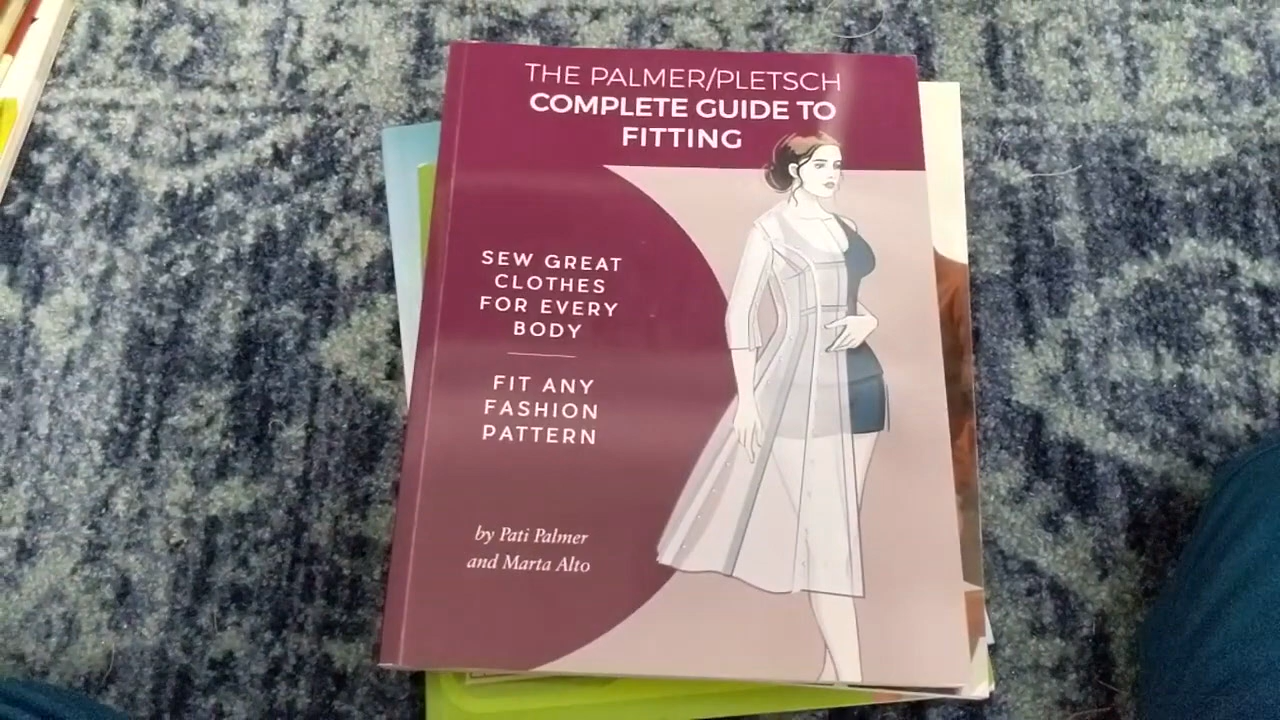 THE PALMER/PLETSCH
COMPLETE GUIDE TO
FITTING
SEW GREAT
CLOTHES
FOR EVERY
BODY
FIT ANY
FASHION
PATTERN
by Pati Palmer
and Marta Alto